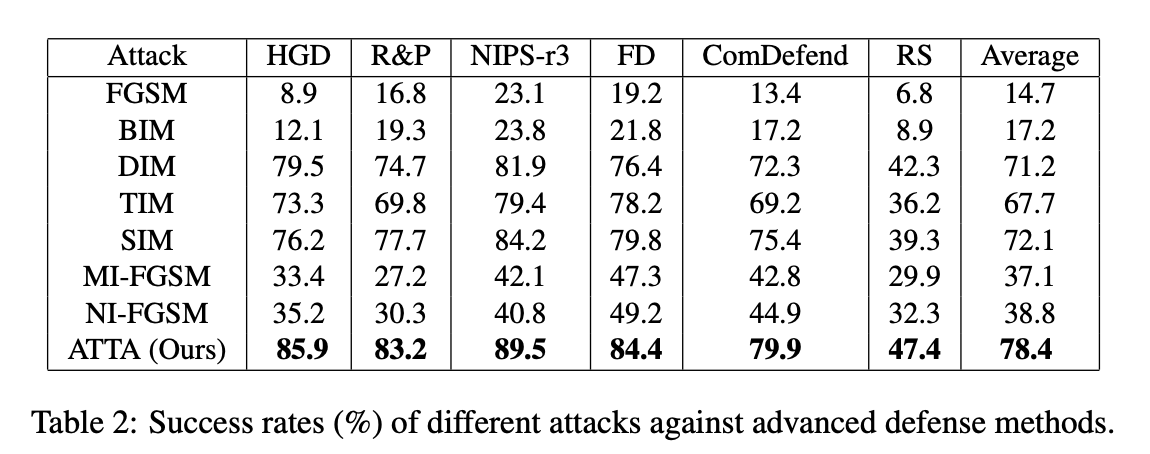 Attack HGD R&P NIPS-r3 FD ComDefend RS Average
FGSM 8.9 16.8 23.1 19.2 13.4 6.8 14.7
BIM 12.1 19.3 23.8 21.8 17.2 8.9 17.2
DIM 79.5 74.7 81.9 76.4 72.3 42.3 71.2
TIM 73.3 69.8 79.4 78.2 69.2 36.2 67.7
SIM 76.2 77.7 84.2 79.8 75.4 39.3 72.1
MI-FGSM 33.4 27.2 42.1 47.3 42.8 29.9 37.1
NI-FGSM 35.2 30.3 40.8 49.2 44.9 32.3 38.8
ATTA (Ours) 85.9 83.2 89.5 84.4 79.9 47.4 78.4
Table 2: Success rates (%) of different attacks against advanced defense methods.